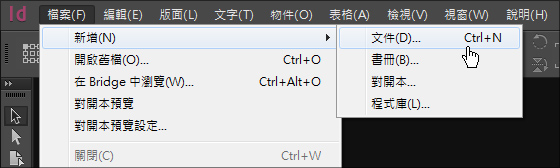 Id 檔案(F) 編輯(E) 版面(L) 文字(T) 物件(O) 表格(A) 檢視(V) 視窗(W) 說明(H)
新增(N)
開啟舊檔(O)... Ctrl+O
在 Bridge 中瀏覽(W)... Ctrl+Alt+O
對開本預覽
對開本預覽設定...
關閉(C) Ctrl+W
文件(D)... Ctrl+N
書冊(B)...
對開本...
程式庫(L)...